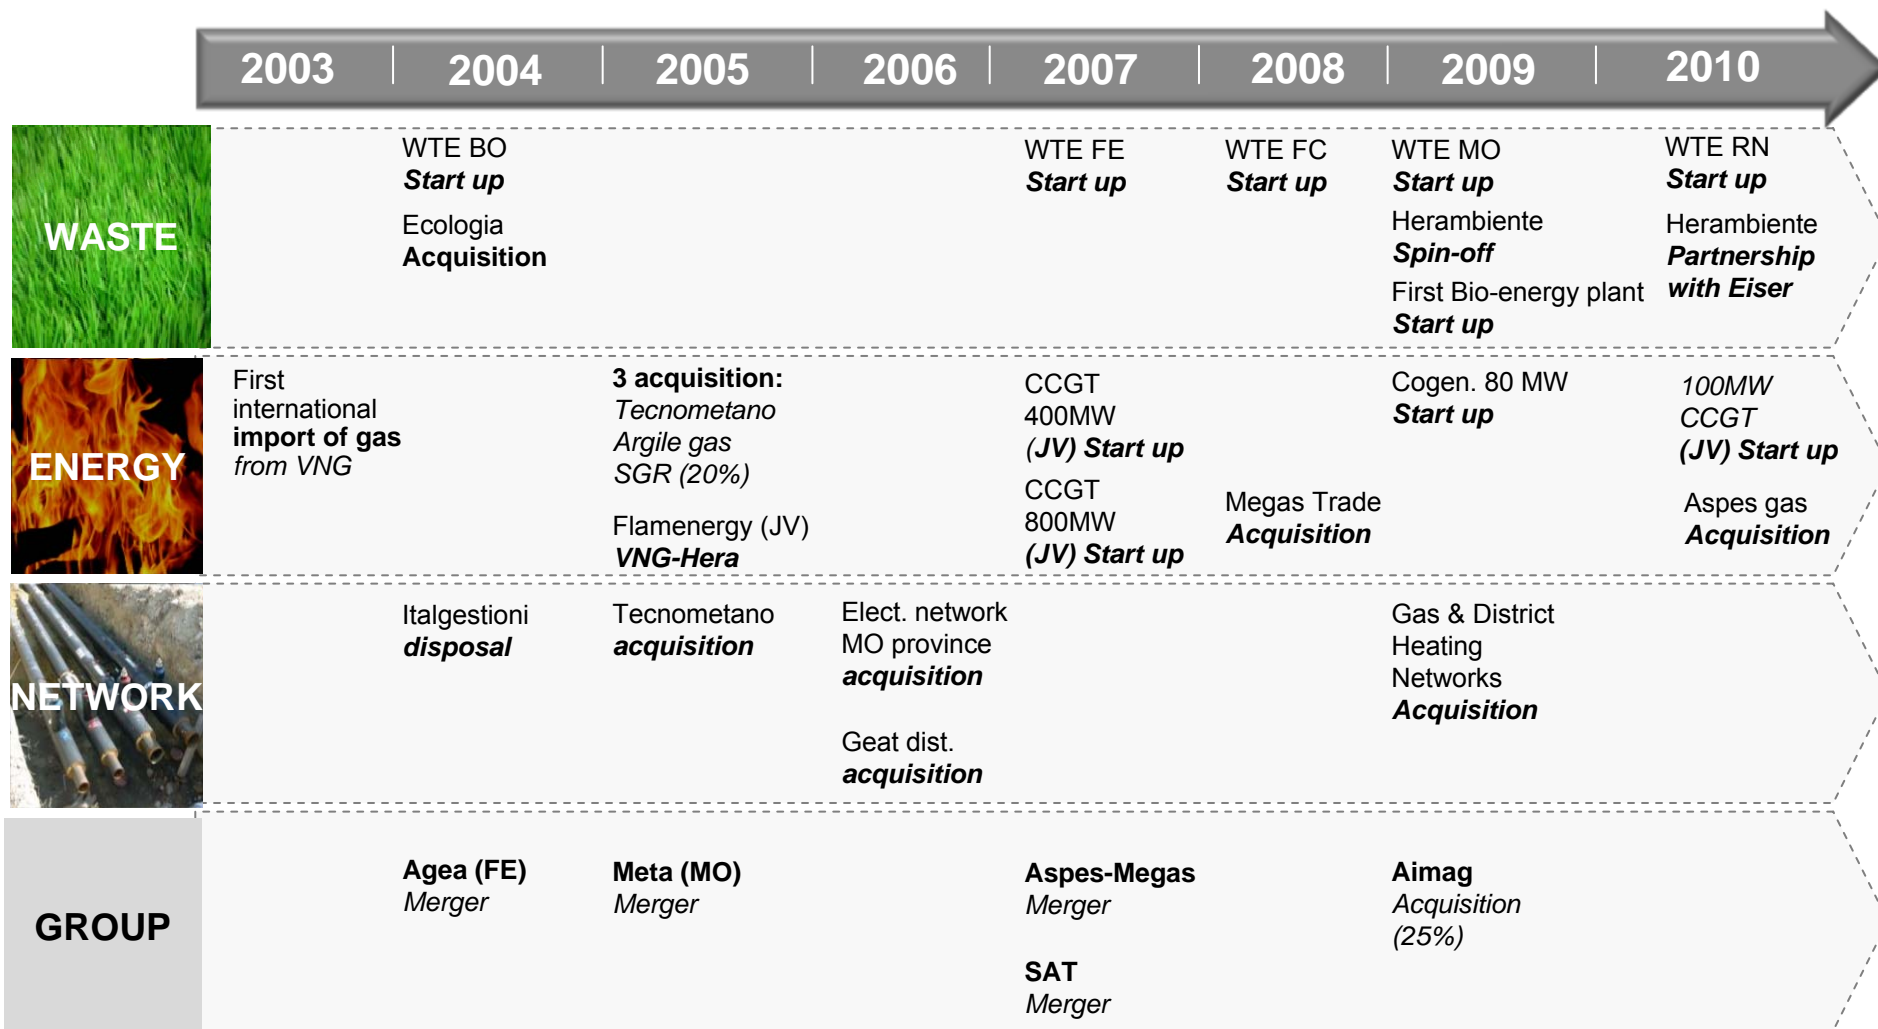 2003 2004 2005 2006 2007 2008 2009 2010
WASTE
WTE BO
Start up
Ecologia
Acquisition
WTE FE
Start up
WTE FC
Start up
WTE MO
Start up
Herambiente
Spin-off
First Bio-energy plant
Start up
WTE RN
Start up
Herambiente
Partnership
with Eiser
ENERGY
First
international
import of gas
from VNG
3 acquisition:
Tecnometano
Argile gas
SGR (20%)
Flamenergy (JV)
VNG-Hera
CCGT
400MW
(JV) Start up
CCGT
800MW
(JV) Start up
Megas Trade
Acquisition
Cogen. 80 MW
Start up
100MW
CCGT
(JV) Start up
Aspes gas
Acquisition
NETWORK
Italgestioni
disposal
Tecnometano
acquisition
Elect. network
MO province
acquisition
Geat dist.
acquisition
Gas & District
Heating
Networks
Acquisition
GROUP
Agea (FE)
Merger
Meta (MO)
Merger
Aspes-Megas
Merger
SAT
Merger
Aimag
Acquisition
(25%)